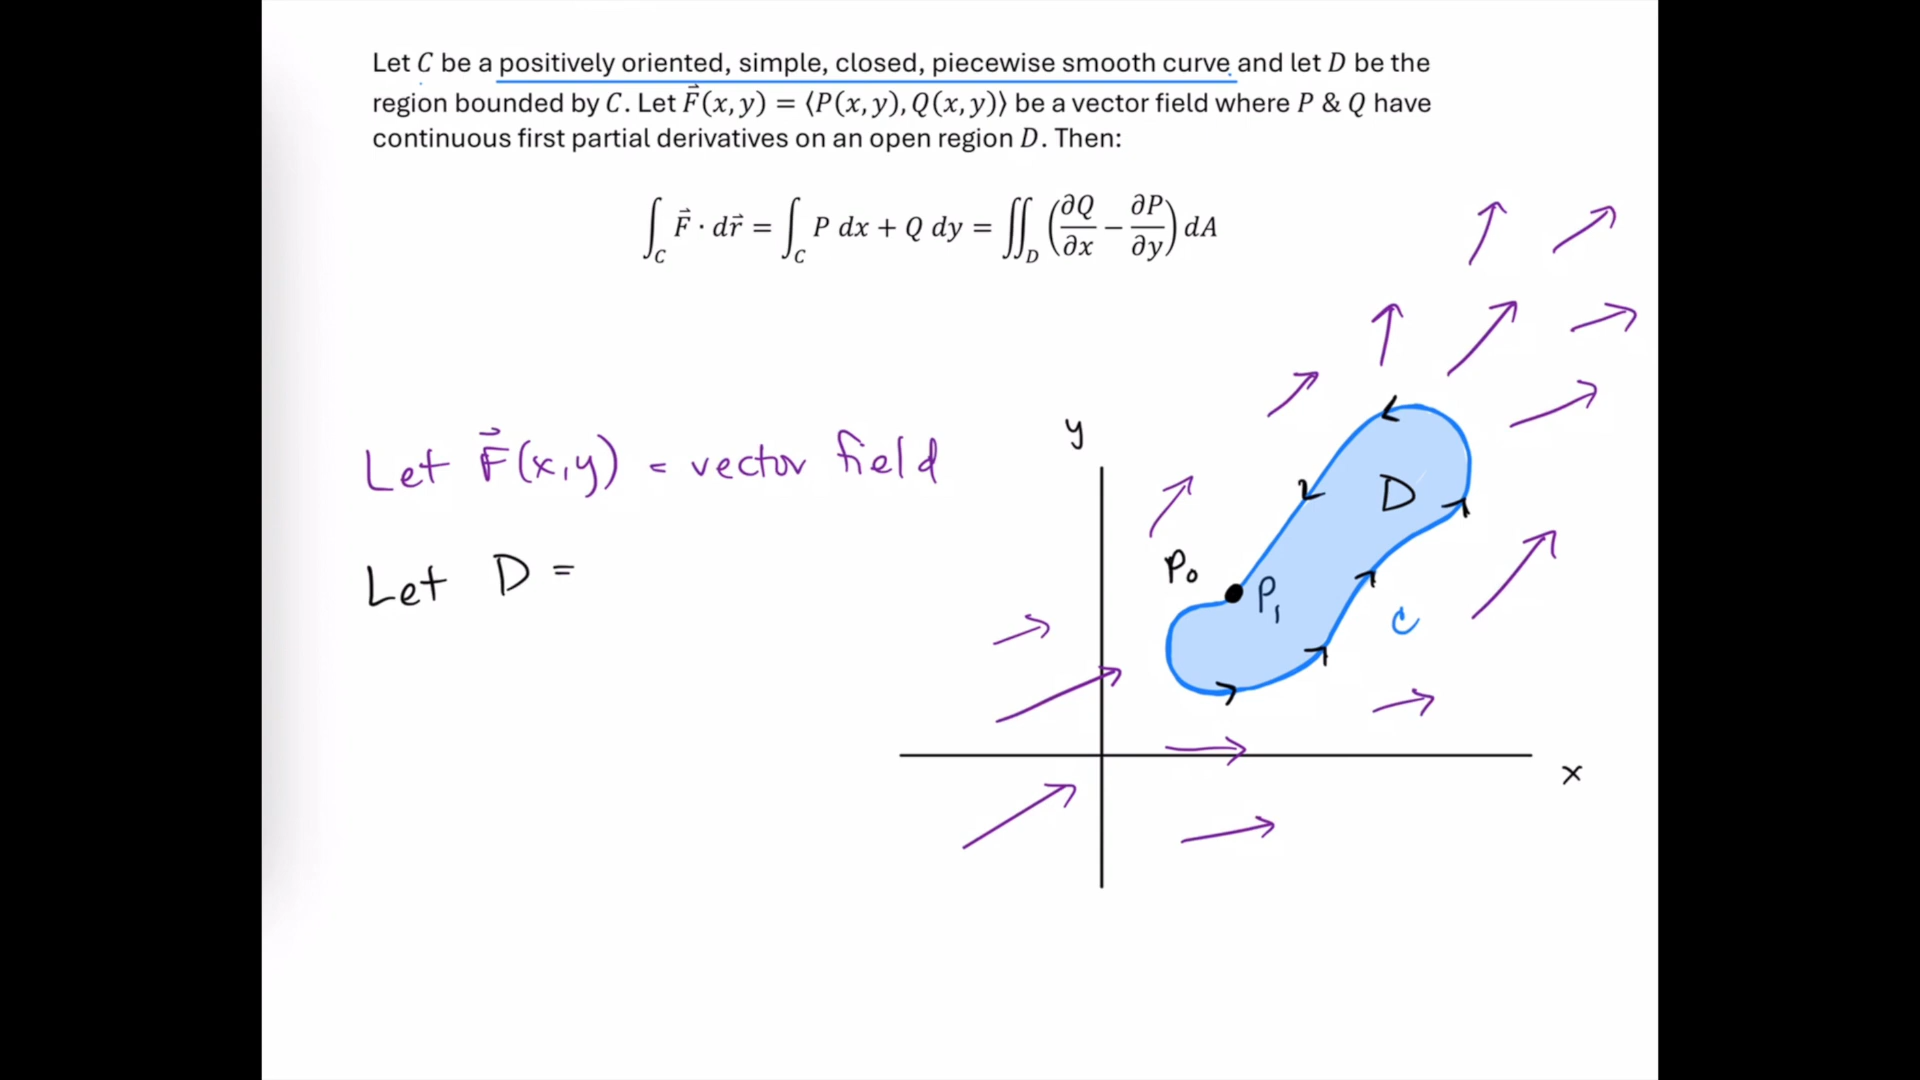 Let C be a positively oriented, simple, closed, piecewise smooth curve and let D be the
region bounded by C. Let F⃗(x, y) = ⟨P(x, y), Q(x, y)⟩ be a vector field where P & Q have
continuous first partial derivatives on an open region D. Then:
∫_C F⃗ · dr⃗ = ∫_C P dx + Q dy = ∬_D (∂Q/∂x − ∂P/∂y) dA
y
Let F⃗(x,y) = vector field
D
Let D =
P₀
P₁
C
x